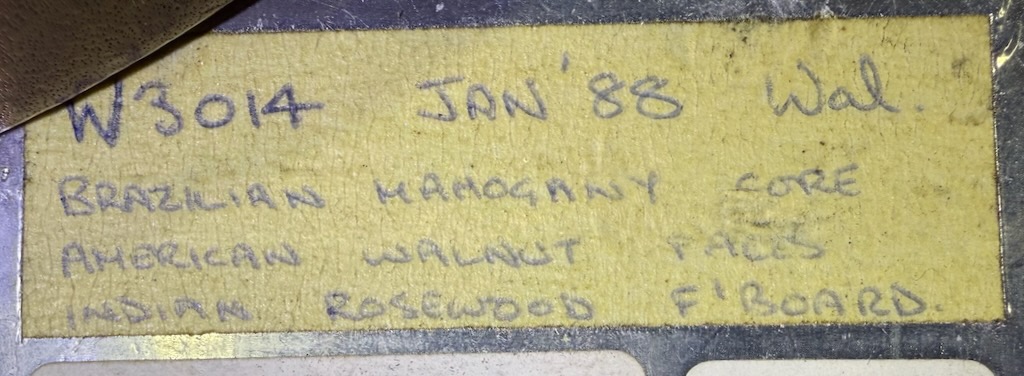 W3014 JAN '88 Wal.
BRAZILIAN MAHOGANY CORE
AMERICAN WALNUT FACES
INDIAN ROSEWOOD F'BOARD.